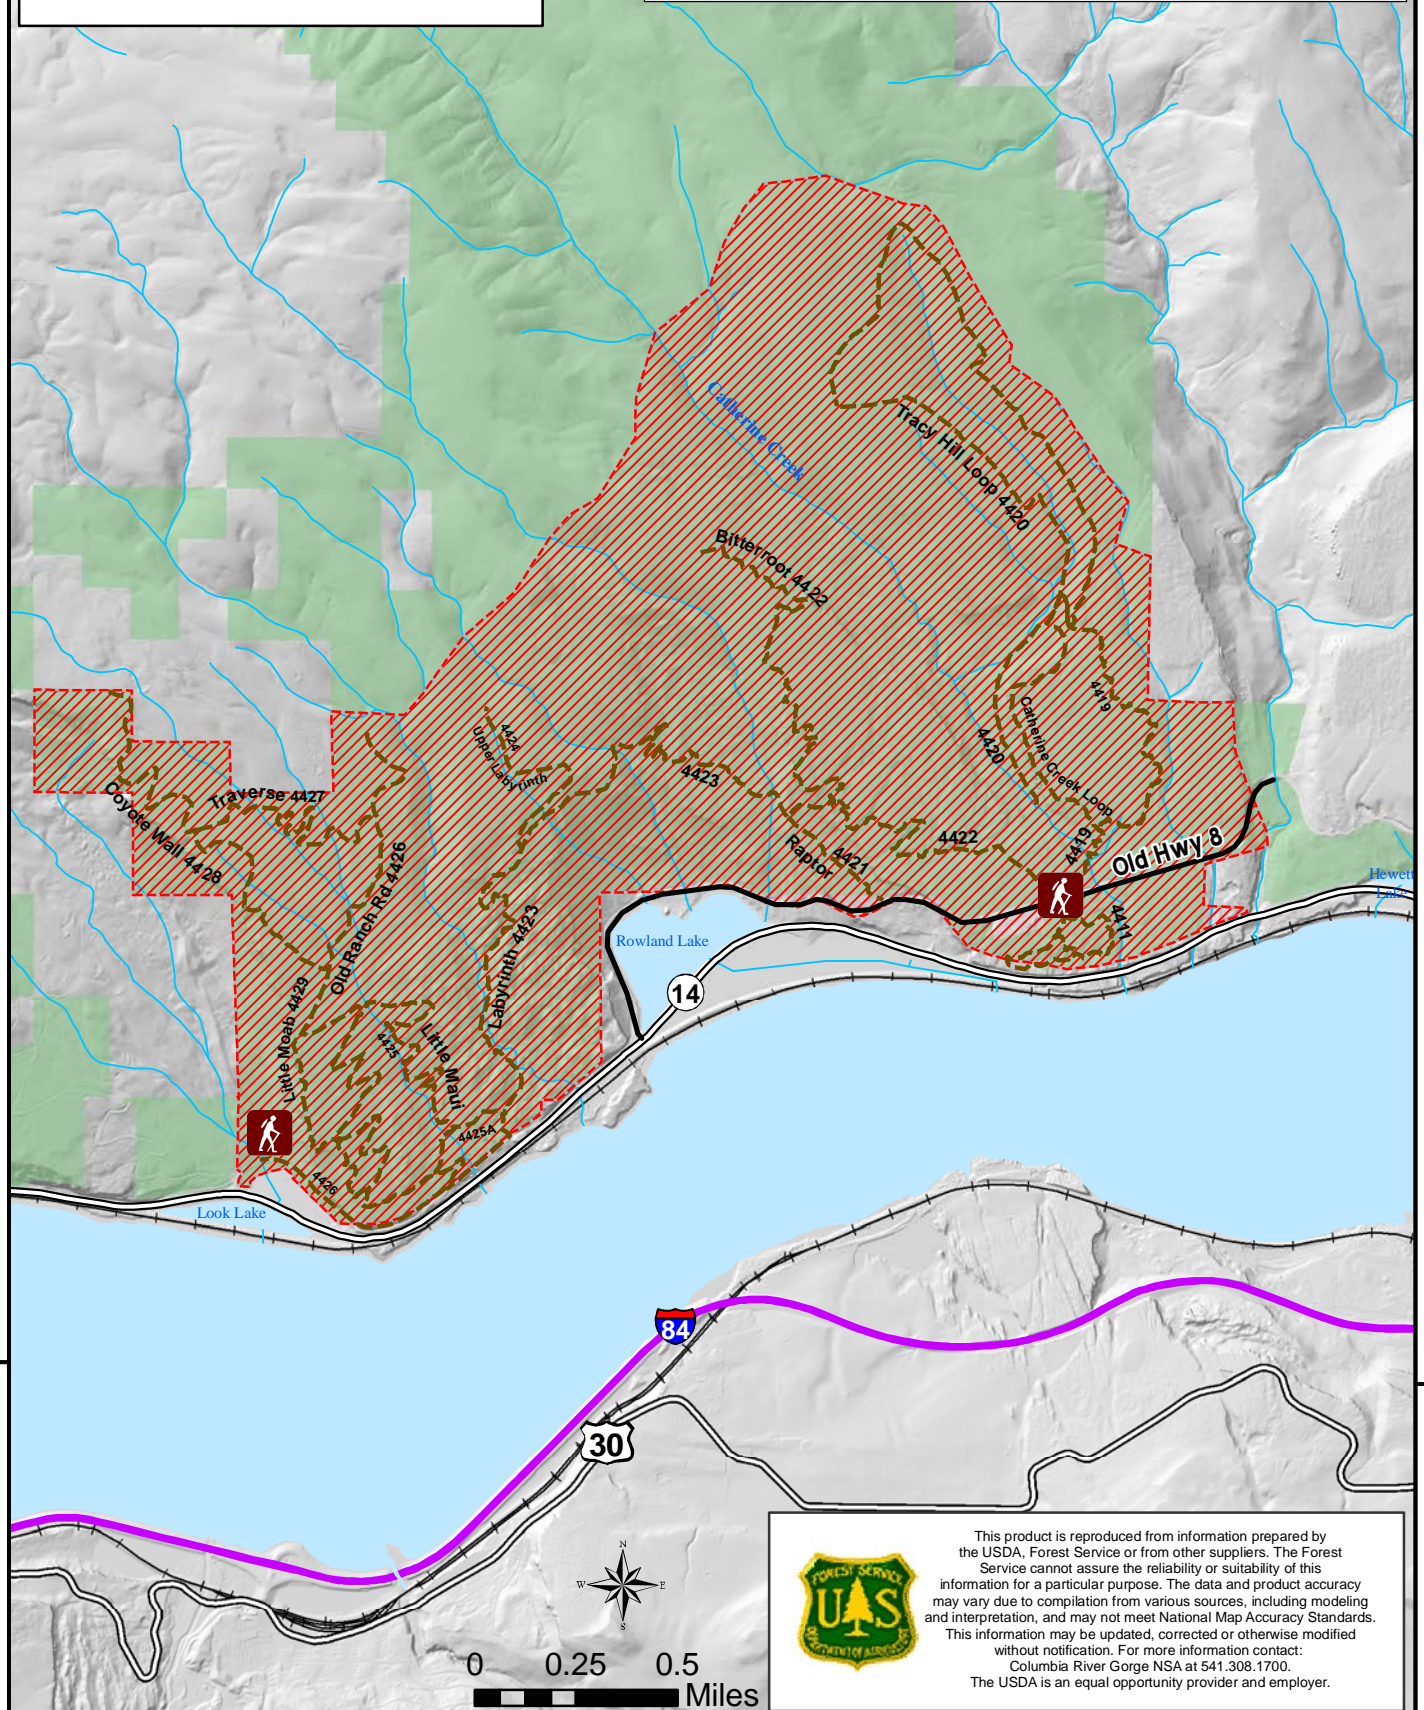 Catherine Creek
Tracy Hill Loop 4420
Bitterroot 4422
4419
4424
Upper Labyrinth
4423
4420
Catherine Creek Loop
Traverse 4427
Coyote Wall 4428
Old Ranch Rd 4426
Raptor
4421
4422
4419
Old Hwy 8
Hewett
Lake
4411
Labyrinth 4423
Rowland Lake
14
Little Moab 4429
4425
Little Maui
4425A
4426
Look Lake
84
30
N
W
E
S
0 0.25 0.5
Miles
FOREST SERVICE
U S
DEPARTMENT OF AGRICULTURE
This product is reproduced from information prepared by
the USDA, Forest Service or from other suppliers. The Forest
Service cannot assure the reliability or suitability of this
information for a particular purpose. The data and product accuracy
may vary due to compilation from various sources, including modeling
and interpretation, and may not meet National Map Accuracy Standards.
This information may be updated, corrected or otherwise modified
without notification. For more information contact:
Columbia River Gorge NSA at 541.308.1700.
The USDA is an equal opportunity provider and employer.